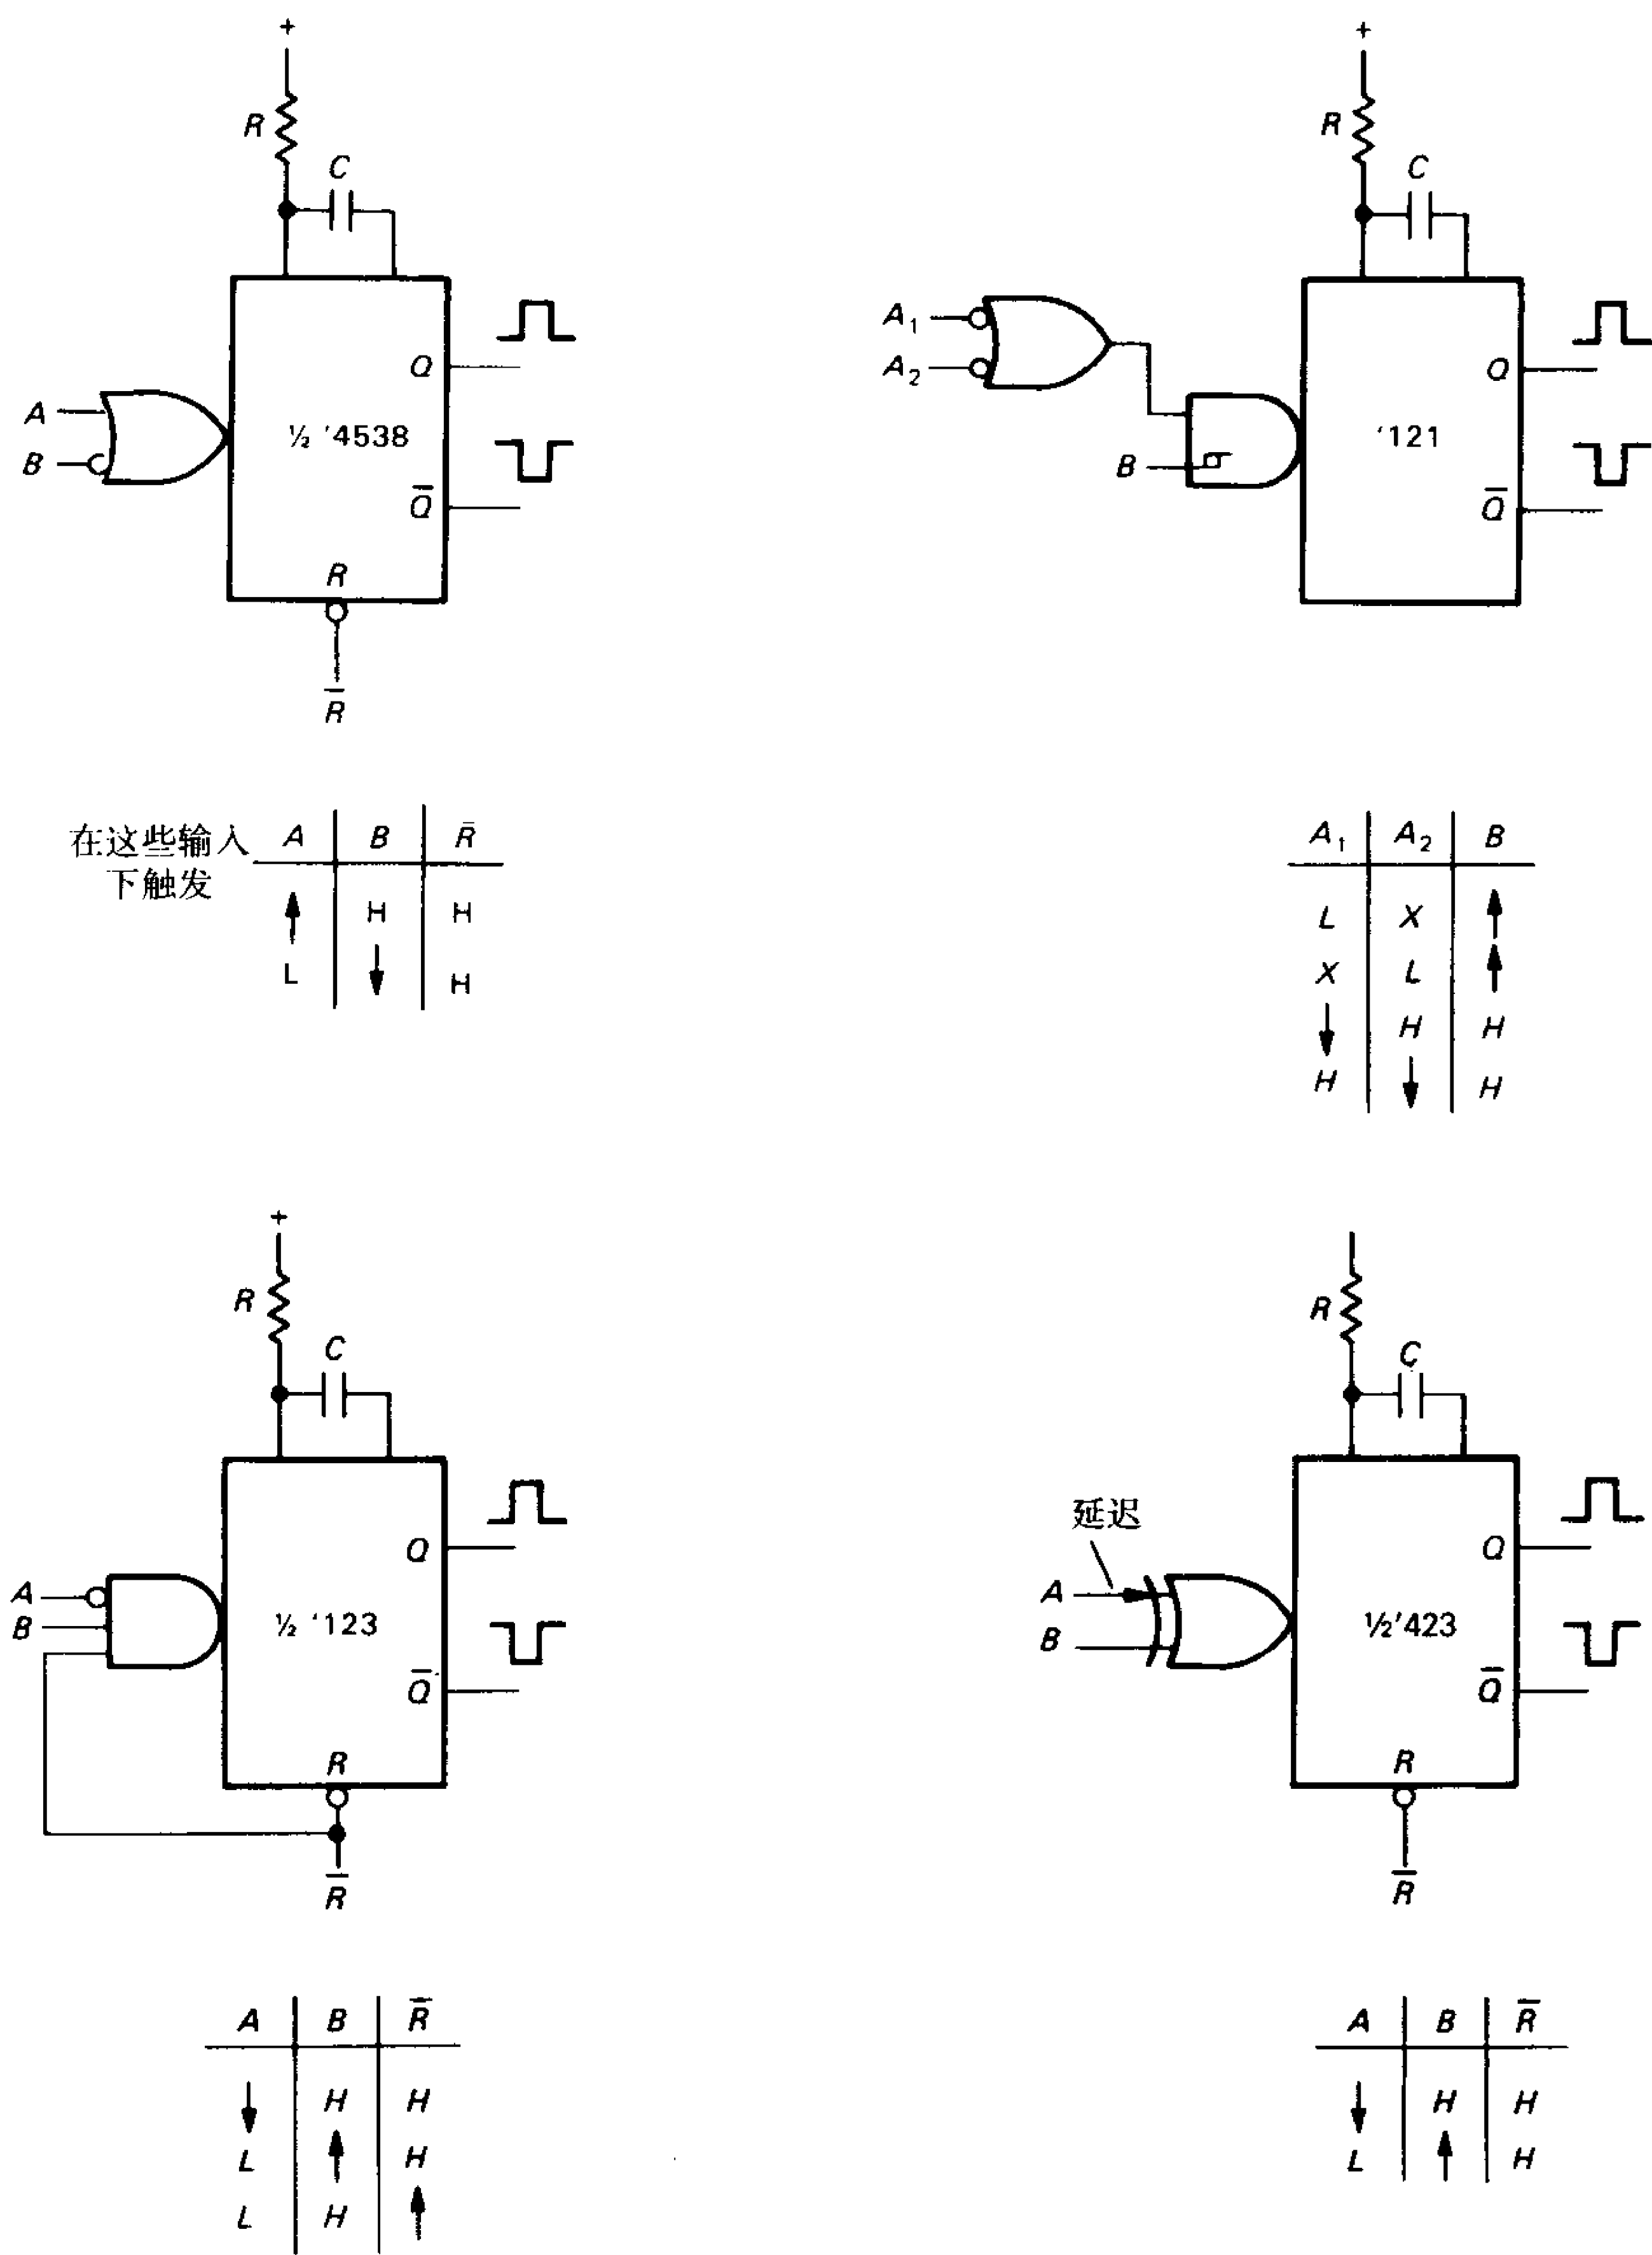 +
+
R
R
C
C
A₁
A₂
Q
Q
A
B
½ '4538
B
'121
Q̅
Q̅
R
R̅
在这些输入
下触发
A B R̅
↑ H H
L ↓ H
A₁ A₂ B
L X ↑
X L ↑
↓ H H
H ↓ H
+
R
R
C
C
延迟
Q
Q
A
B
½ '123
A
B
½'423
Q̅
Q̅
R
R
R̅
R̅
A B R̅
↓ H H
L ↑ H
L H ↑
A B R̅
↓ H H
L ↑ H